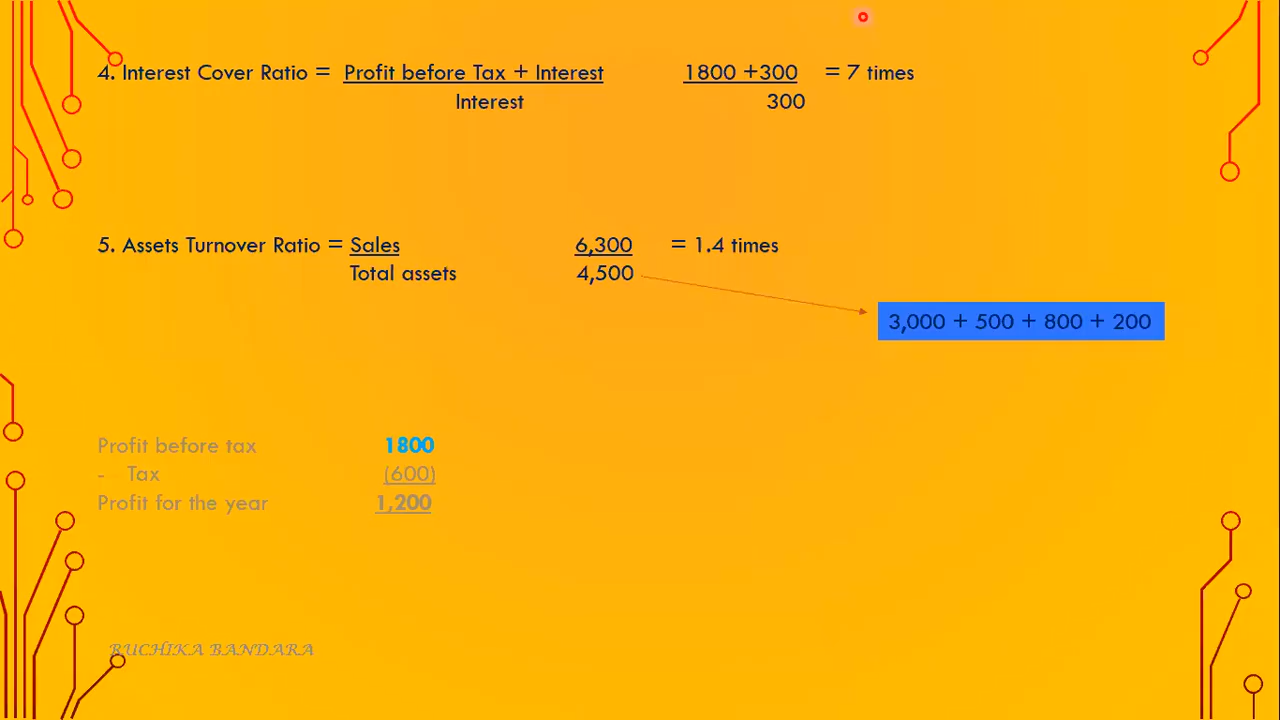 4. Interest Cover Ratio = Profit before Tax + Interest 1800 +300 = 7 times
Interest 300
5. Assets Turnover Ratio = Sales 6,300 = 1.4 times
Total assets 4,500
3,000 + 500 + 800 + 200
Profit before tax 1800
- Tax (600)
Profit for the year 1,200
RUCHIKA BANDARA